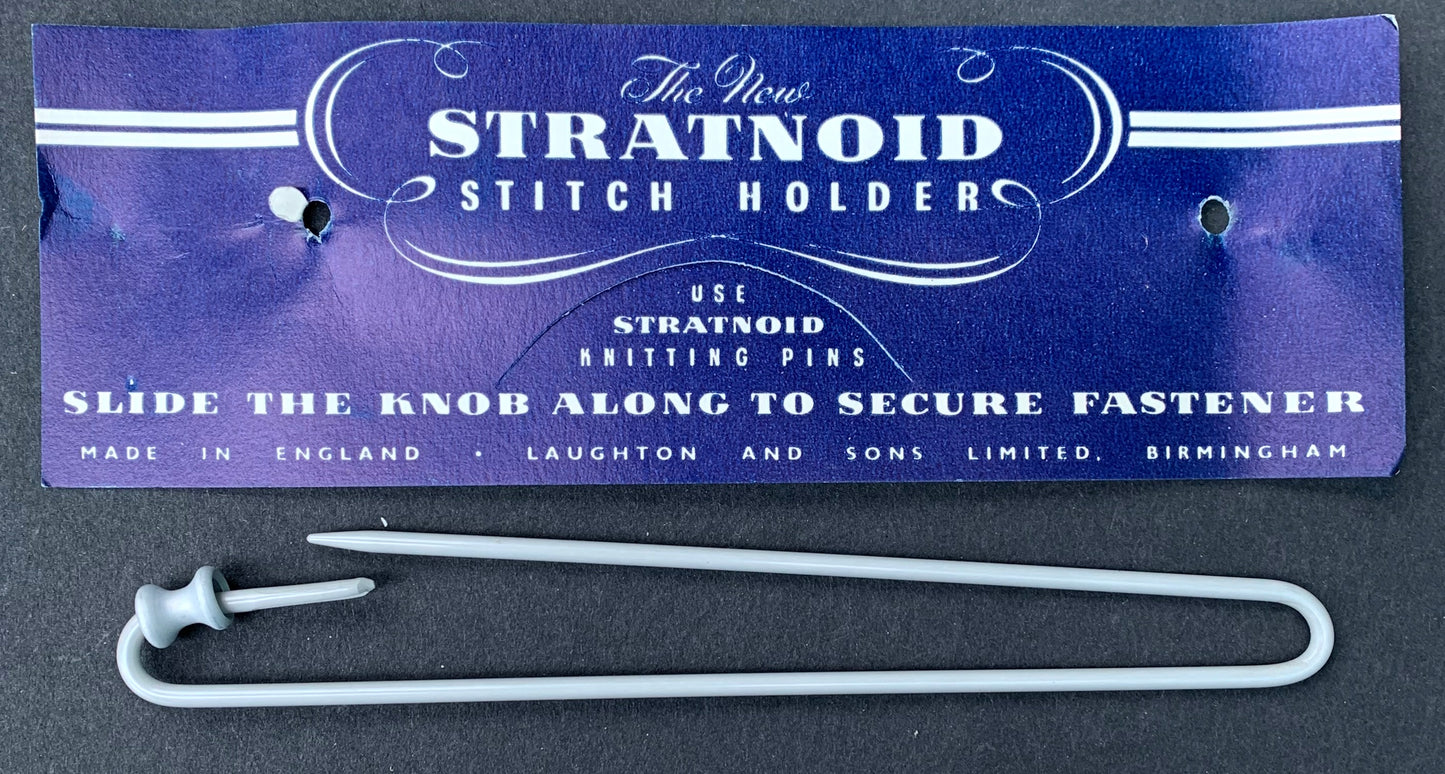 The New
STRATNOID
STITCH HOLDER
USE
STRATNOID
KNITTING PINS
SLIDE THE KNOB ALONG TO SECURE FASTENER
MADE IN ENGLAND • LAUGHTON AND SONS LIMITED, BIRMINGHAM